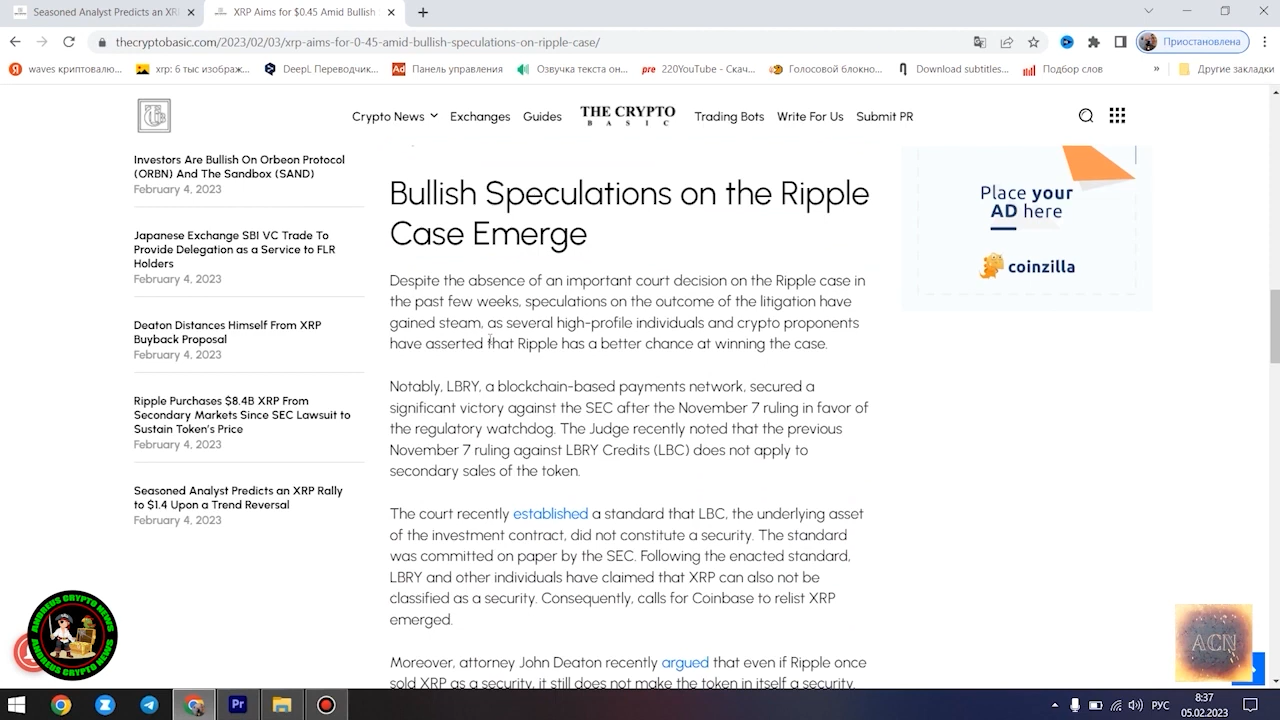 Seasoned Analyst Predicts an XR
XRP Aims for $0.45 Amid Bullish
thecryptobasic.com/2023/02/03/xrp-aims-for-0-45-amid-bullish-speculations-on-ripple-case/
Приостановлена
waves криптовалю...
xrp: 6 тыс изображ...
DeepL Переводчик...
Ad Панель управления
Озвучка текста он...
pre 220YouTube - Скач...
Голосовой блокно...
Download subtitles...
Подбор слов
»
Другие закладки
Crypto News
Exchanges
Guides
THE CRYPTO
BASIC
Trading Bots
Write For Us
Submit PR
Investors Are Bullish On Orbeon Protocol
(ORBN) And The Sandbox (SAND)
February 4, 2023
Japanese Exchange SBI VC Trade To
Provide Delegation as a Service to FLR
Holders
February 4, 2023
Deaton Distances Himself From XRP
Buyback Proposal
February 4, 2023
Ripple Purchases $8.4B XRP From
Secondary Markets Since SEC Lawsuit to
Sustain Token's Price
February 4, 2023
Seasoned Analyst Predicts an XRP Rally
to $1.4 Upon a Trend Reversal
February 4, 2023
Bullish Speculations on the Ripple
Case Emerge
Despite the absence of an important court decision on the Ripple case in
the past few weeks, speculations on the outcome of the litigation have
gained steam, as several high-profile individuals and crypto proponents
have asserted that Ripple has a better chance at winning the case.
Notably, LBRY, a blockchain-based payments network, secured a
significant victory against the SEC after the November 7 ruling in favor of
the regulatory watchdog. The Judge recently noted that the previous
November 7 ruling against LBRY Credits (LBC) does not apply to
secondary sales of the token.
The court recently established a standard that LBC, the underlying asset
of the investment contract, did not constitute a security. The standard
was committed on paper by the SEC. Following the enacted standard,
LBRY and other individuals have claimed that XRP can also not be
classified as a security. Consequently, calls for Coinbase to relist XRP
emerged.
Moreover, attorney John Deaton recently argued that even if Ripple once
sold XRP as a security, it still does not make the token in itself a security.
Place your
AD here
coinzilla
ANDREUS CRYPTO NEWS
ANDREUS CRYPTO NEWS
ACN
Pr
РУС
8:37
05.02.2023